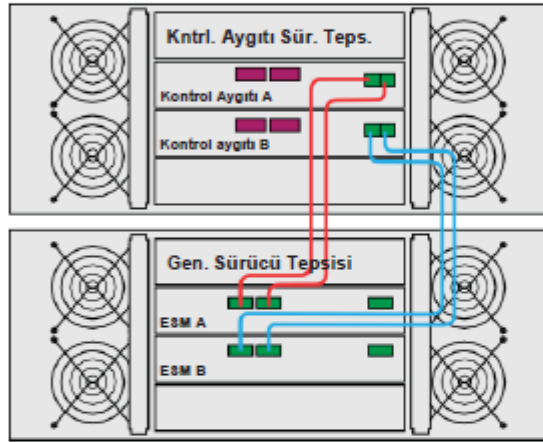 Kntrl. Aygıtı Sür. Teps.
Kontrol Aygıtı A
Kontrol aygıtı B
Gen. Sürücü Tepsisi
ESM A
ESM B